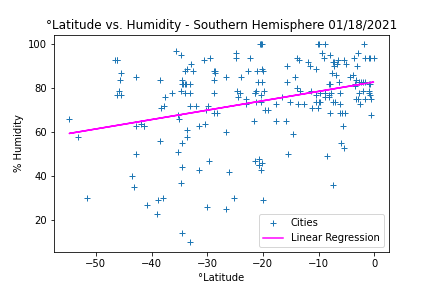 °Latitude vs. Humidity - Southern Hemisphere 01/18/2021
100
80
60
40
20
% Humidity
−50
−40
−30
−20
−10
0
°Latitude
Cities
Linear Regression